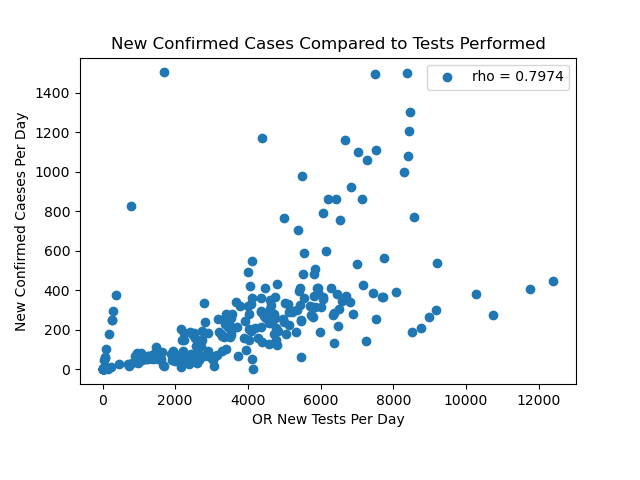 New Confirmed Cases Compared to Tests Performed
rho = 0.7974
New Confirmed Caeses Per Day
1400
1200
1000
800
600
400
200
0
0 2000 4000 6000 8000 10000 12000
OR New Tests Per Day